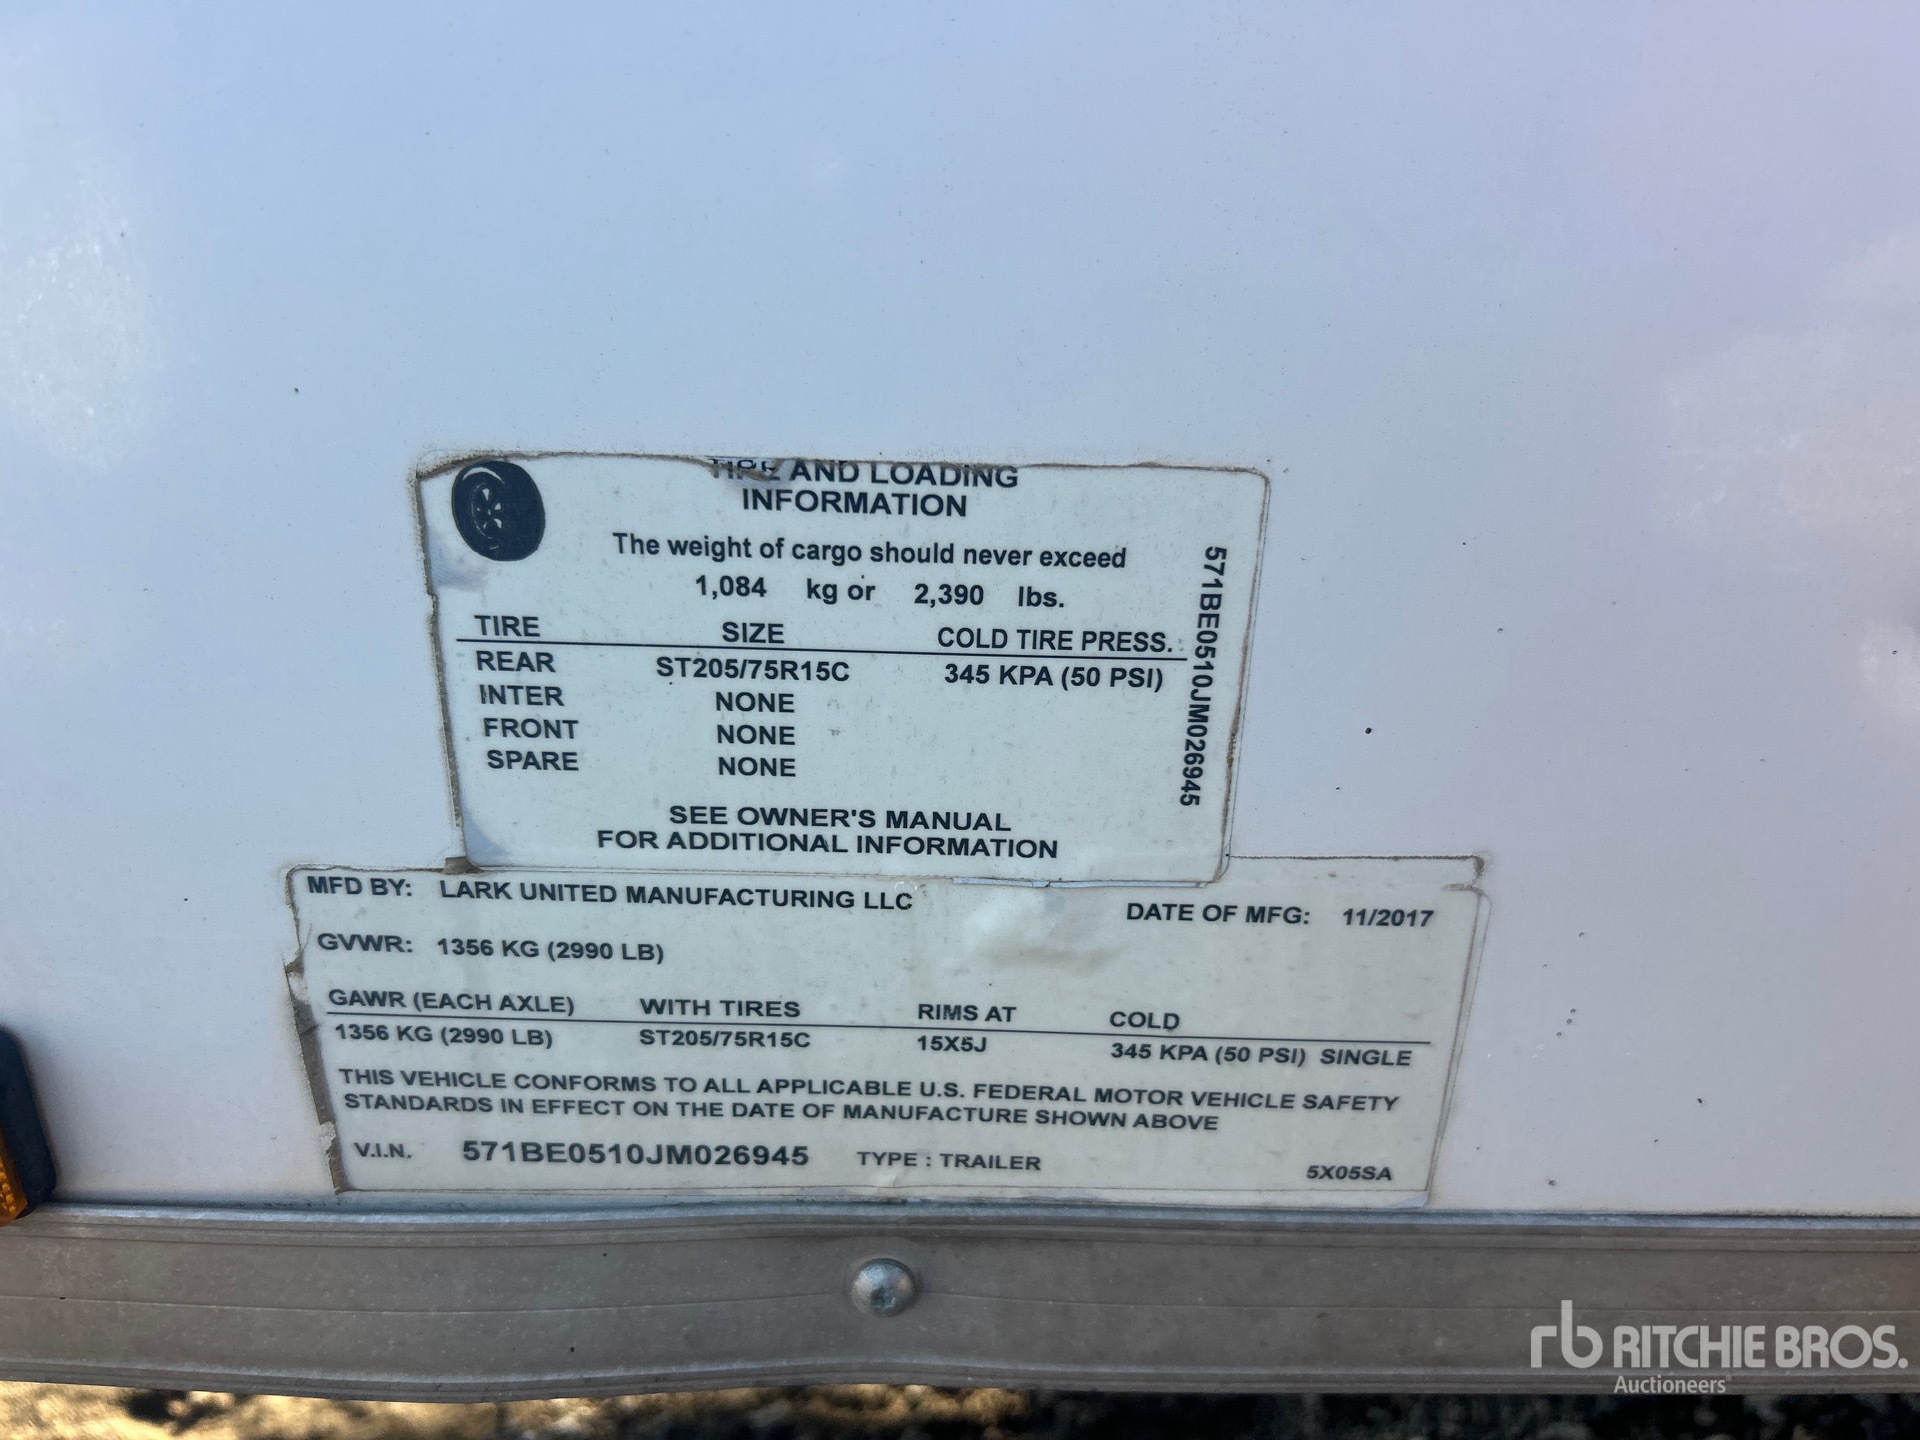 TIRE AND LOADING
INFORMATION
The weight of cargo should never exceed
1,084 kg or 2,390 lbs.
TIRE SIZE COLD TIRE PRESS.
REAR ST205/75R15C 345 KPA (50 PSI)
INTER NONE
FRONT NONE
SPARE NONE
SEE OWNER'S MANUAL
FOR ADDITIONAL INFORMATION
571BE0510JM026945
MFD BY: LARK UNITED MANUFACTURING LLC DATE OF MFG: 11/2017
GVWR: 1356 KG (2990 LB)
GAWR (EACH AXLE) WITH TIRES RIMS AT COLD
1356 KG (2990 LB) ST205/75R15C 15X5J 345 KPA (50 PSI) SINGLE
THIS VEHICLE CONFORMS TO ALL APPLICABLE U.S. FEDERAL MOTOR VEHICLE SAFETY
STANDARDS IN EFFECT ON THE DATE OF MANUFACTURE SHOWN ABOVE
V.I.N. 571BE0510JM026945 TYPE : TRAILER 5X05SA
rb RITCHIE BROS.
Auctioneers